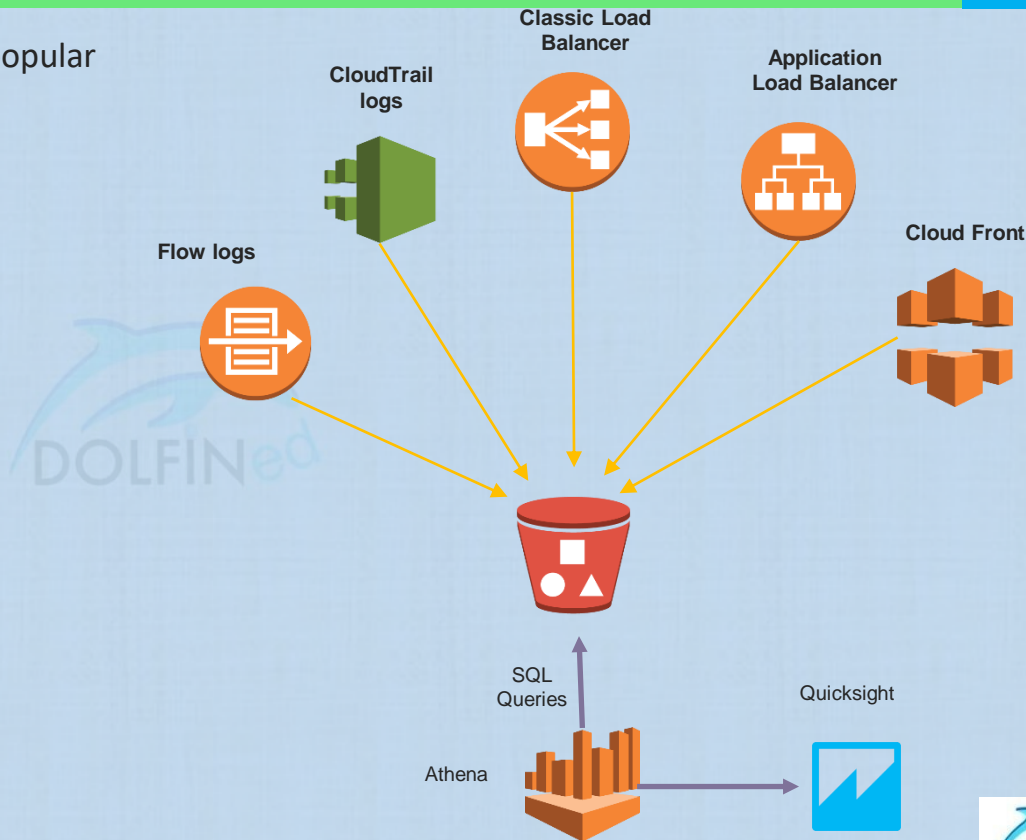 opular
Classic Load
Balancer
Application
Load Balancer
CloudTrail
logs
Cloud Front
Flow logs
DOLFINed
SQL
Queries
Quicksight
Athena